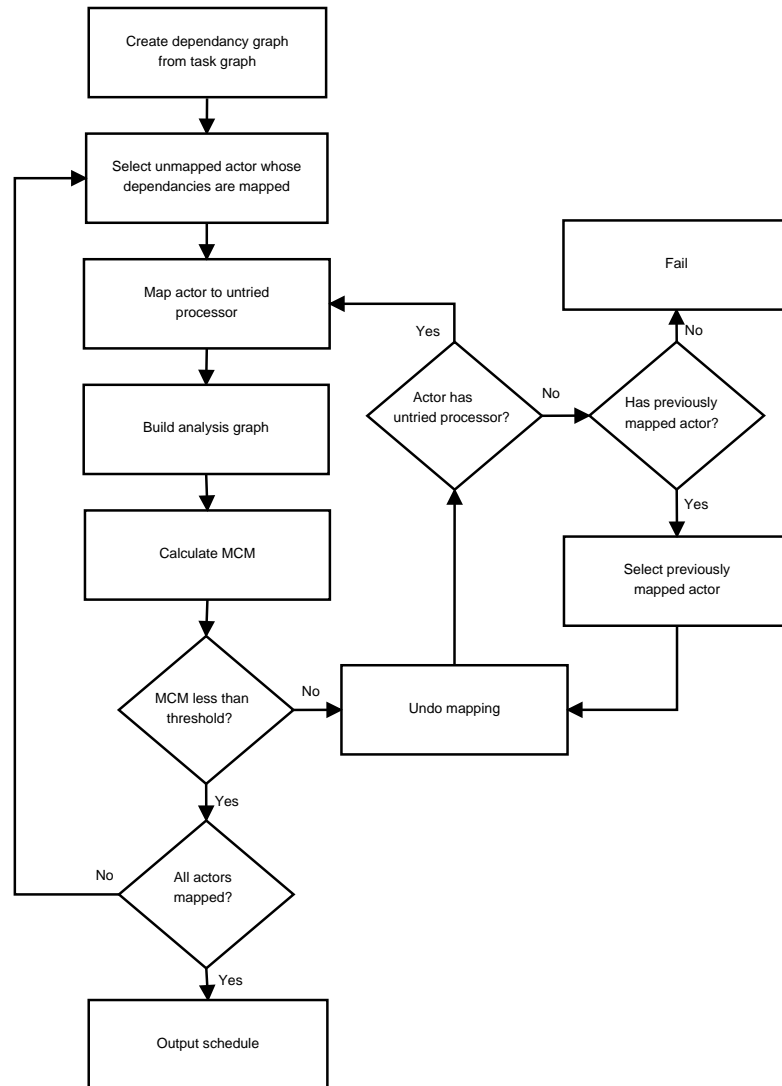 Create dependancy graph
from task graph
Select unmapped actor whose
dependancies are mapped
Map actor to untried
processor
Build analysis graph
Calculate MCM
MCM less than
threshold?
No
Yes
All actors
mapped?
No
Yes
Output schedule
Undo mapping
Actor has
untried processor?
Yes
No
Has previously
mapped actor?
No
Yes
Fail
Select previously
mapped actor